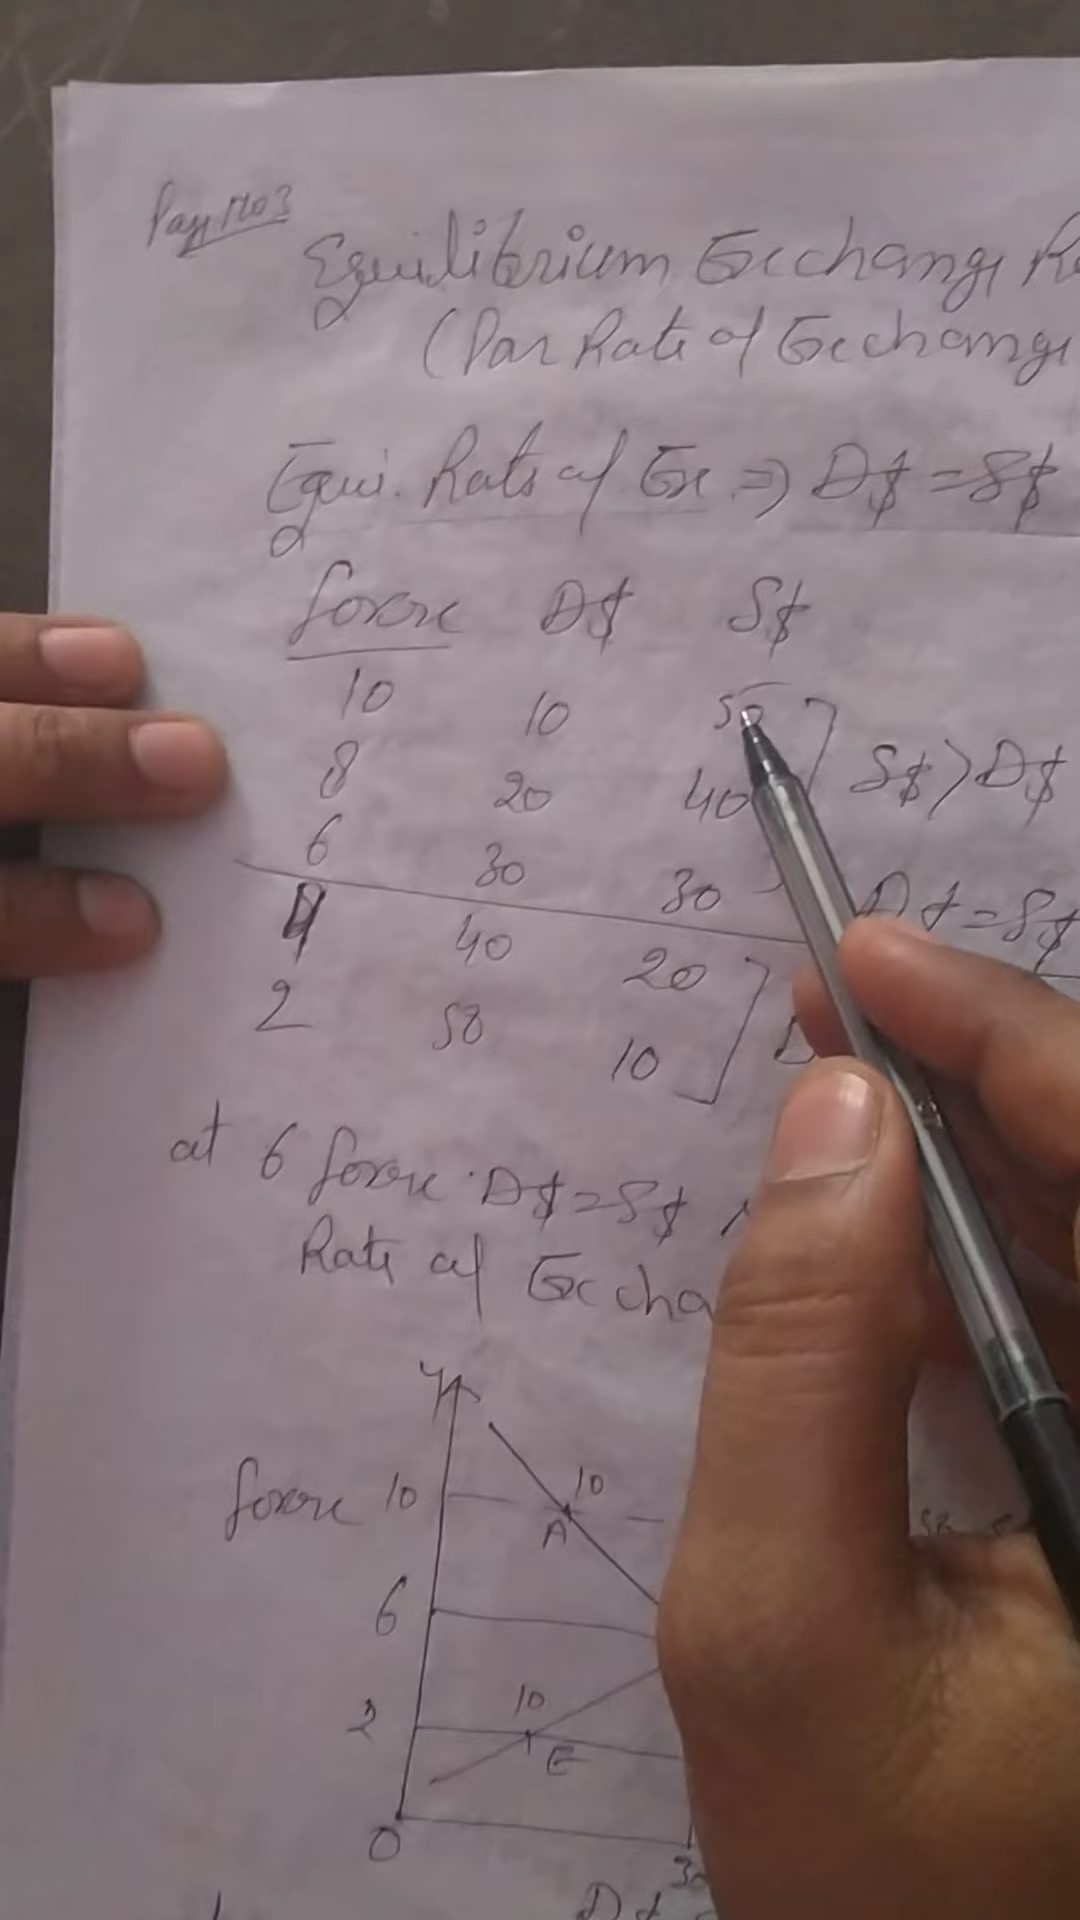 Page No 3
Equilibrium Exchange R
(Par Rate of Exchange
Equi. Rate of Ex => D$ = S$
forex D$ S$
10 10 50
8 20 40 S$ > D$
6 30 30 D$ = S$
4 40 20
2 50 10 D
at 6 forex D$ = S$
Rate of Excha
Y
forex 10 10
A
6
2 10
E
O
30
D$